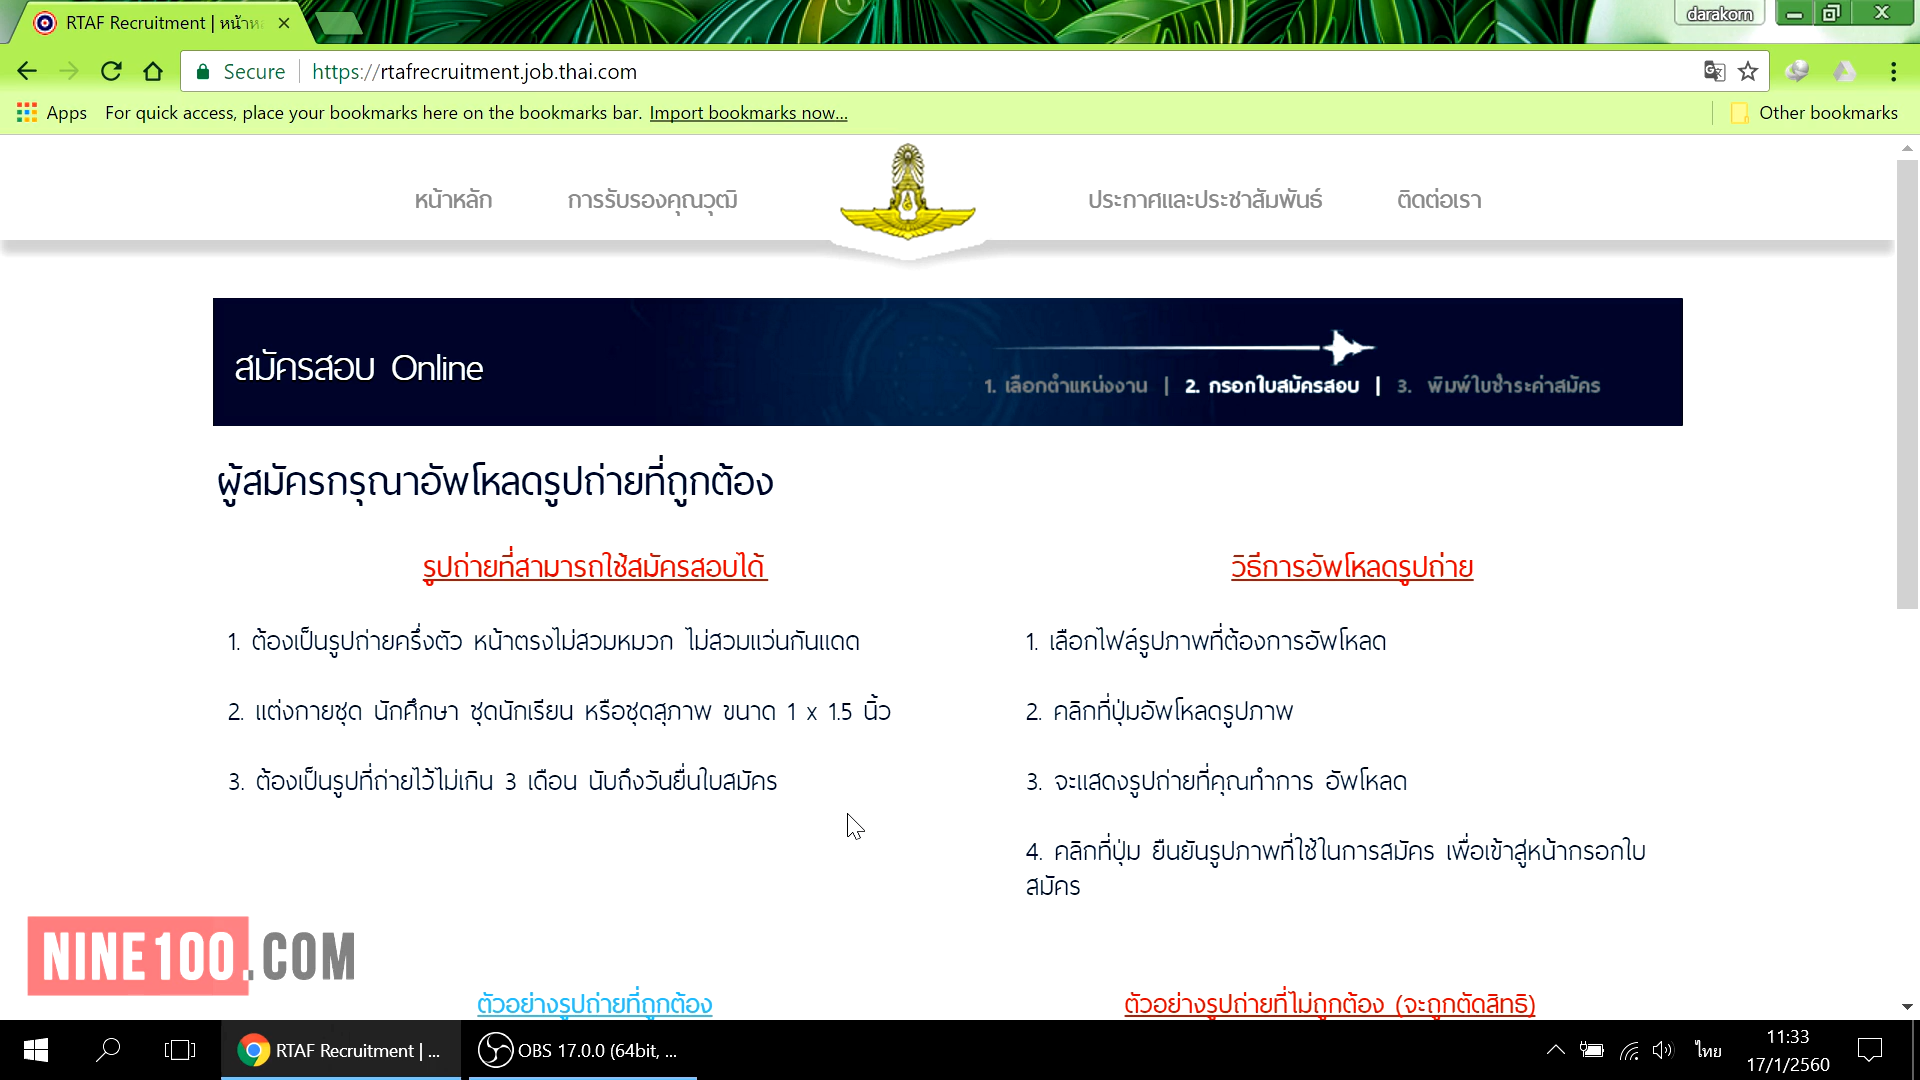 RTAF Recruitment | หน้าห
darakorn
Secure
https://rtafrecruitment.job.thai.com
Apps
For quick access, place your bookmarks here on the bookmarks bar. Import bookmarks now...
Other bookmarks
หน้าหลัก
การรับรองคุณวุฒิ
ประกาศและประชาสัมพันธ์
ติดต่อเรา
สมัครสอบ Online
1. เลือกตำแหน่งงาน | 2. กรอกใบสมัครสอบ | 3. พิมพ์ใบชำระค่าสมัคร
ผู้สมัครกรุณาอัพโหลดรูปถ่ายที่ถูกต้อง
รูปถ่ายที่สามารถใช้สมัครสอบได้
1. ต้องเป็นรูปถ่ายครึ่งตัว หน้าตรงไม่สวมหมวก ไม่สวมแว่นกันแดด
2. แต่งกายชุด นักศึกษา ชุดนักเรียน หรือชุดสุภาพ ขนาด 1 x 1.5 นิ้ว
3. ต้องเป็นรูปที่ถ่ายไว้ไม่เกิน 3 เดือน นับถึงวันยื่นใบสมัคร
วิธีการอัพโหลดรูปถ่าย
1. เลือกไฟล์รูปภาพที่ต้องการอัพโหลด
2. คลิกที่ปุ่มอัพโหลดรูปภาพ
3. จะแสดงรูปถ่ายที่คุณทำการ อัพโหลด
4. คลิกที่ปุ่ม ยืนยันรูปภาพที่ใช้ในการสมัคร เพื่อเข้าสู่หน้ากรอกใบ
สมัคร
NINE100.COM
ตัวอย่างรูปถ่ายที่ถูกต้อง
ตัวอย่างรูปถ่ายที่ไม่ถูกต้อง (จะถูกตัดสิทธิ)
RTAF Recruitment | ...
OBS 17.0.0 (64bit, ...
ไทย
11:33
17/1/2560